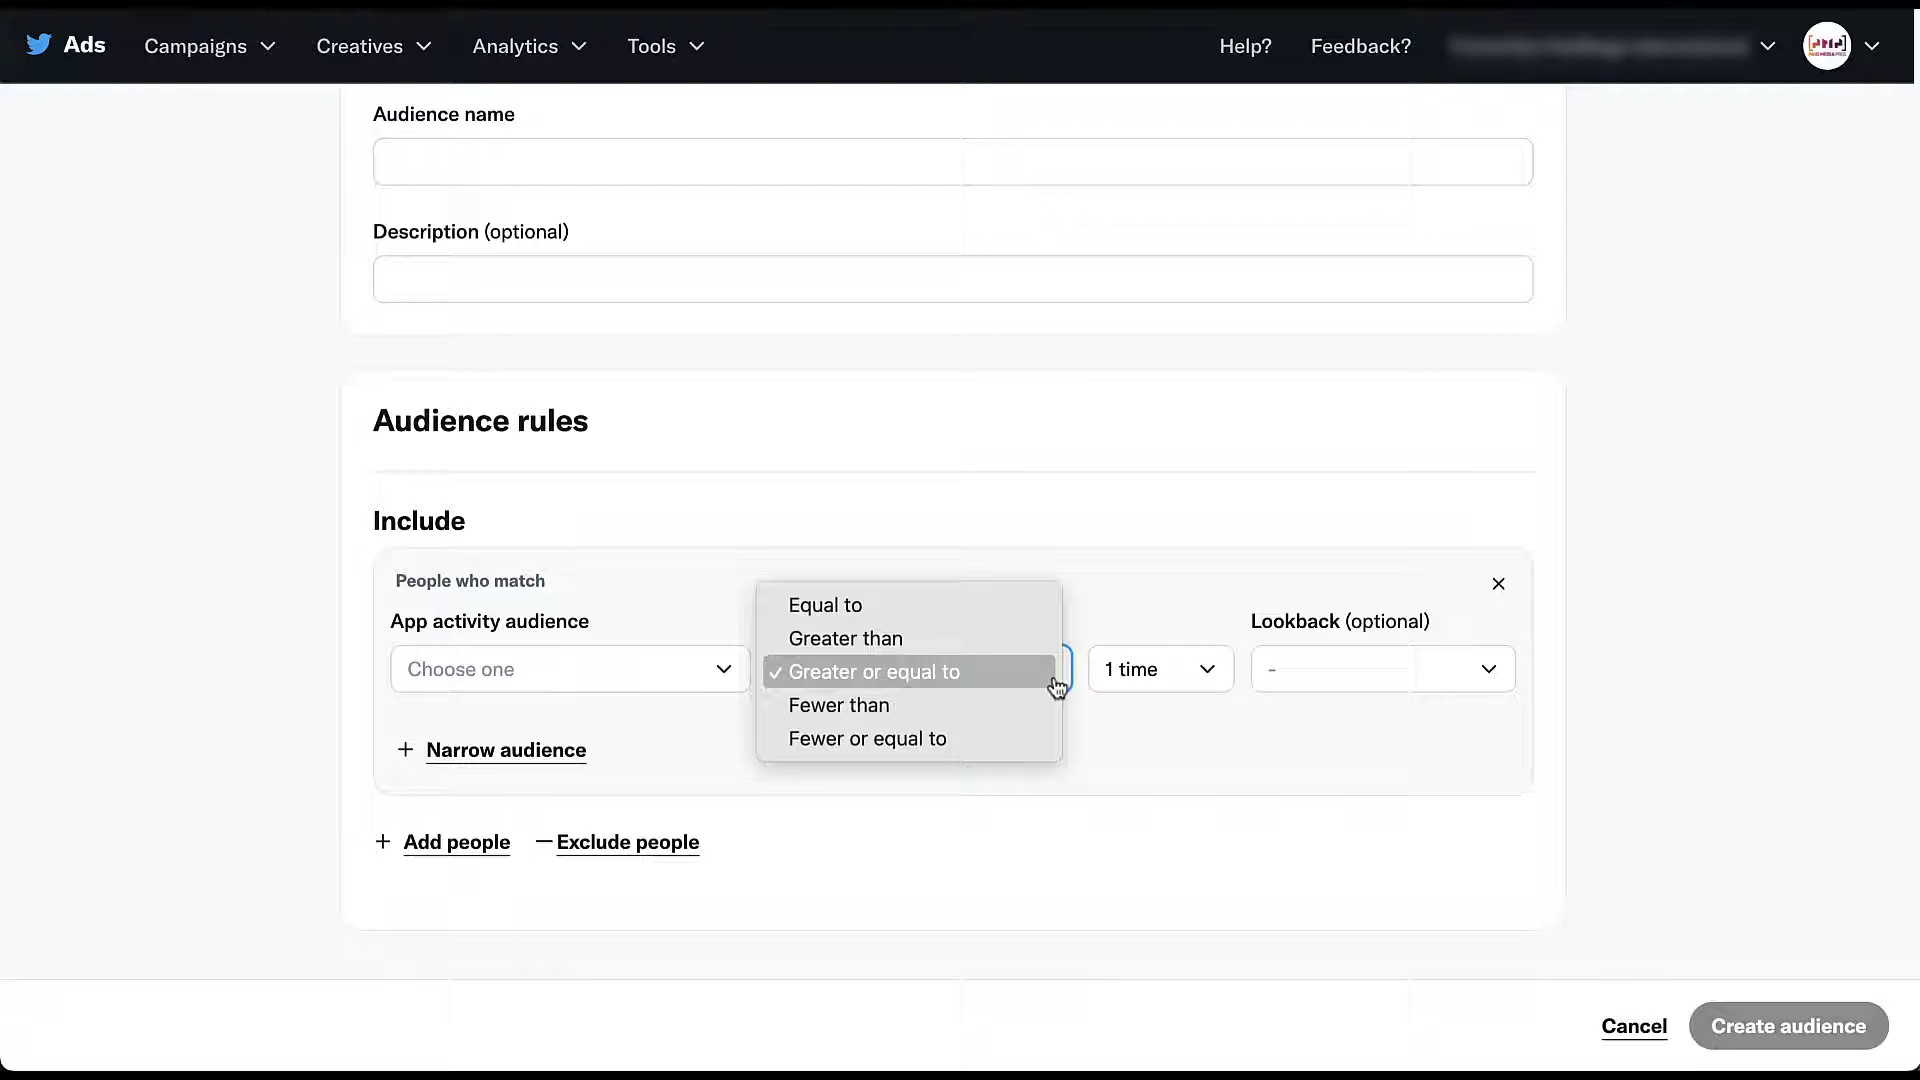 Ads Campaigns Creatives Analytics Tools Help? Feedback?
Audience name
Description (optional)
Audience rules
Include
People who match
App activity audience
Choose one
Equal to
Greater than
✓ Greater or equal to
Fewer than
Fewer or equal to
1 time
Lookback (optional)
-
+ Narrow audience
+ Add people
— Exclude people
Cancel
Create audience